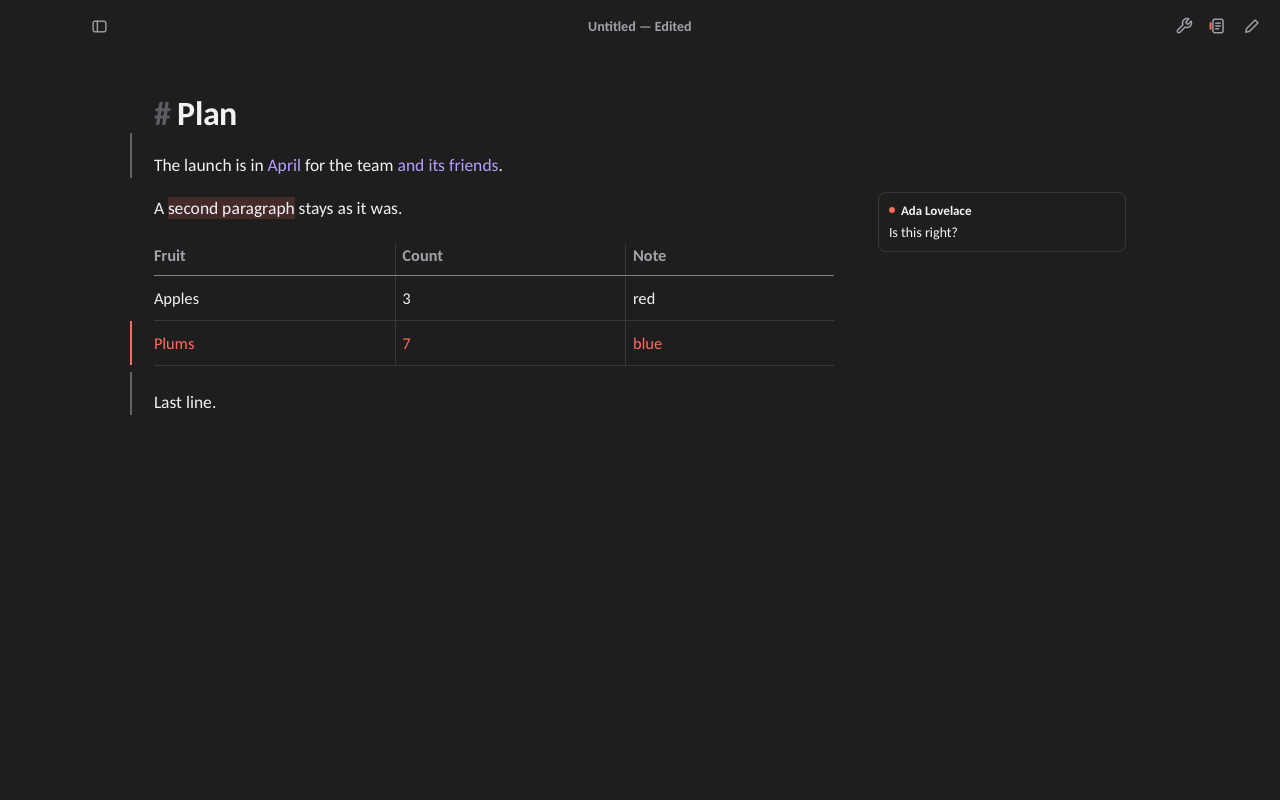 Untitled — Edited
# Plan
The launch is in April for the team and its friends.
A second paragraph stays as it was.
Ada Lovelace
Is this right?
Fruit Count Note
Apples 3 red
Plums 7 blue
Last line.